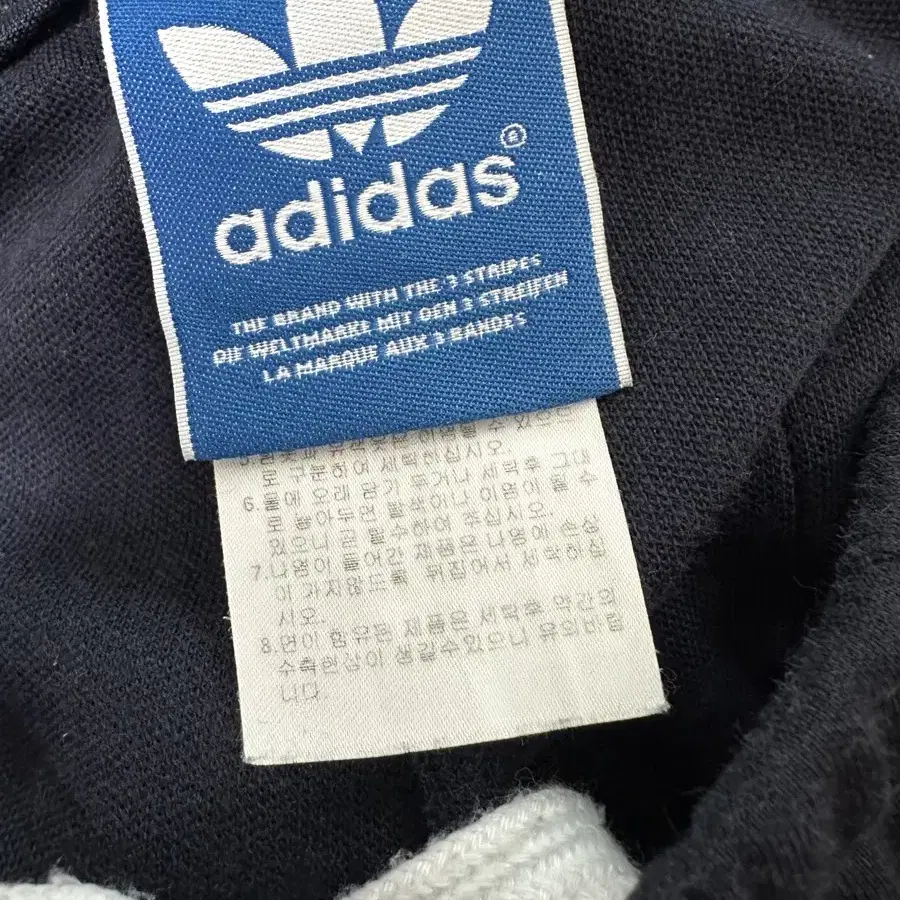 adidas®
THE BRAND WITH THE 3 STRIPES
DIE WELTMARKE MIT DEN 3 STREIFEN
LA MARQUE AUX 3 BANDES
있으므
로 구분하여 세탁하십시오.
6.물에 오래 담기 두거나 세탁후 그대
로 놓아두면 탈색이나 이염이 될 수
있으니 탈수하여 주십시오.
7.나염이 들어간 제품은 나염에 손상
이 가지않도록 뒤집어서 세탁하십
시오.
8.면이 함유된 제품은 세탁후 약간의
수축현상이 생길수있으니 유의바랍
니다.